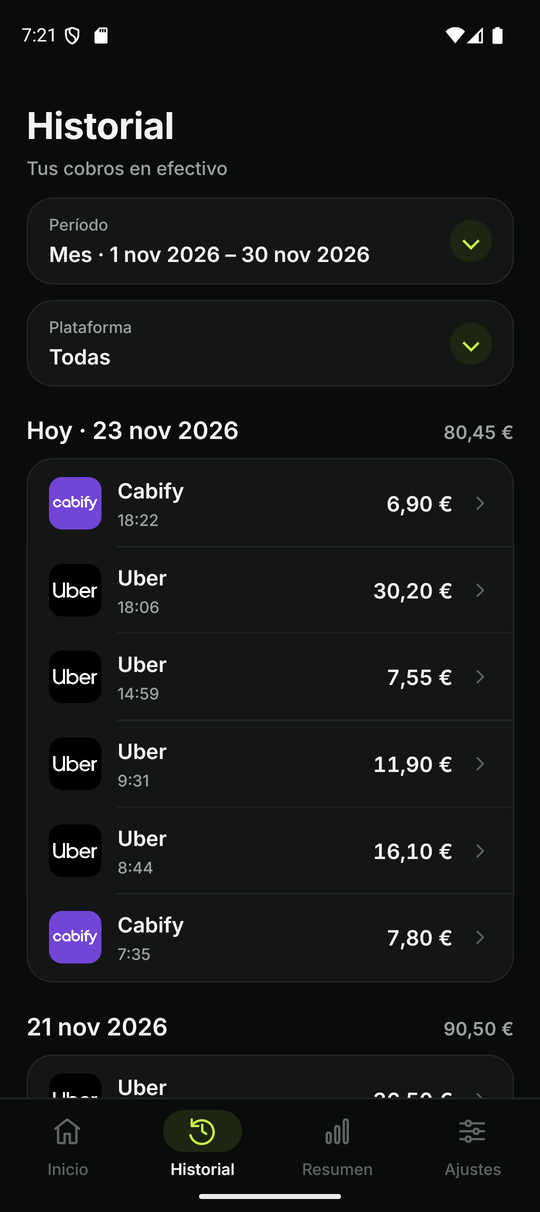 7:21
Historial
Tus cobros en efectivo
Período
Mes · 1 nov 2026 – 30 nov 2026
Plataforma
Todas
Hoy · 23 nov 2026 80,45 €
cabify Cabify 6,90 €
18:22
Uber Uber 30,20 €
18:06
Uber Uber 7,55 €
14:59
Uber Uber 11,90 €
9:31
Uber Uber 16,10 €
8:44
cabify Cabify 7,80 €
7:35
21 nov 2026 90,50 €
Uber Uber
Inicio Historial Resumen Ajustes